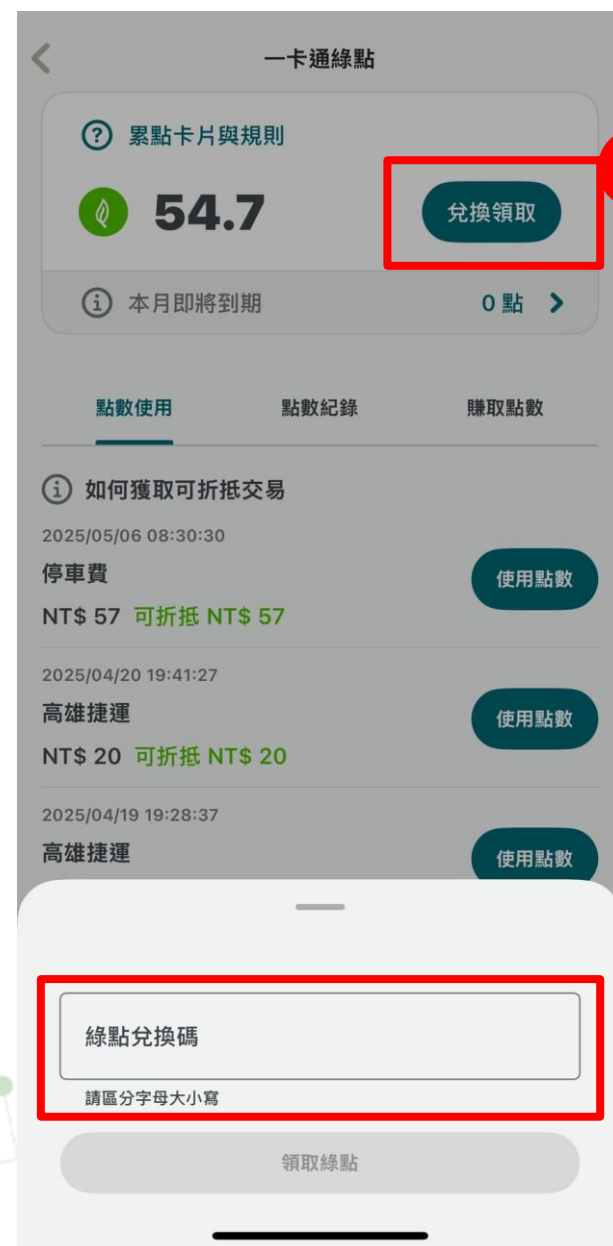 一卡通綠點
累點卡片與規則
54.7
兌換領取
本月即將到期
0 點
點數使用
點數紀錄
賺取點數
如何獲取可折抵交易
2025/05/06 08:30:30
停車費
使用點數
NT$ 57 可折抵 NT$ 57
2025/04/20 19:41:27
高雄捷運
使用點數
NT$ 20 可折抵 NT$ 20
2025/04/19 19:28:37
高雄捷運
使用點數
綠點兌換碼
請區分字母大小寫
領取綠點